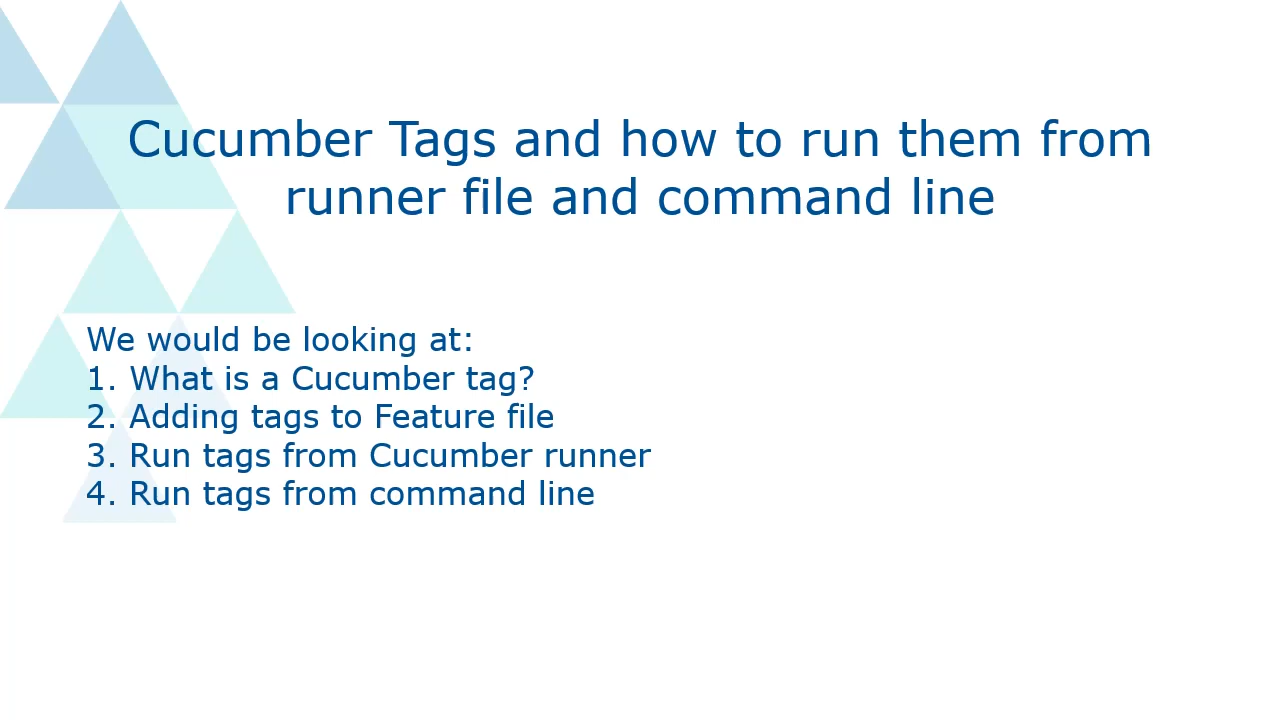 Cucumber Tags and how to run them from
runner file and command line
We would be looking at:
1. What is a Cucumber tag?
2. Adding tags to Feature file
3. Run tags from Cucumber runner
4. Run tags from command line